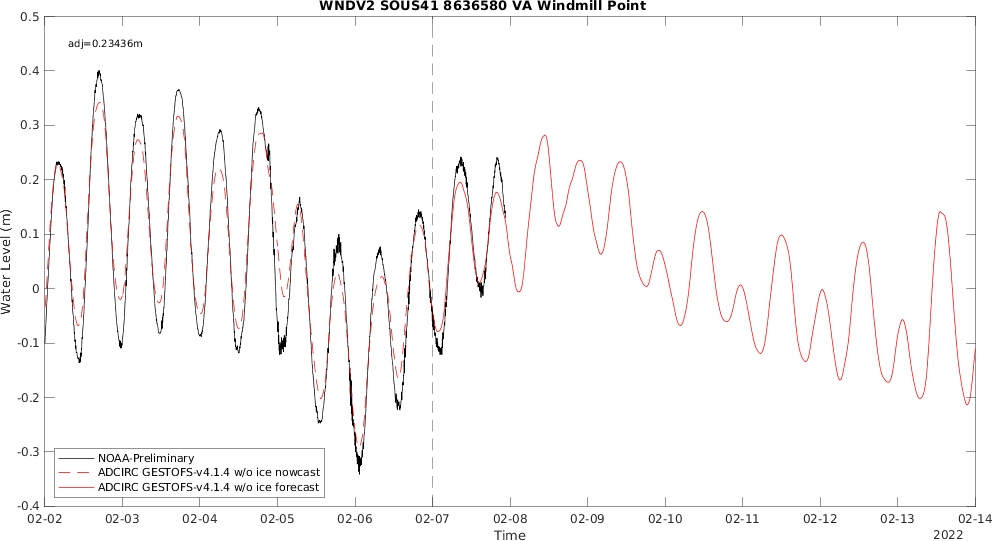 WNDV2 SOUS41 8636580 VA Windmill Point
adj=0.23436m
0.5
0.4
0.3
0.2
0.1
0
-0.1
-0.2
-0.3
-0.4
Water Level (m)
NOAA-Preliminary
ADCIRC GESTOFS-v4.1.4 w/o ice nowcast
ADCIRC GESTOFS-v4.1.4 w/o ice forecast
02-02 02-03 02-04 02-05 02-06 02-07 02-08 02-09 02-10 02-11 02-12 02-13 02-14
Time
2022